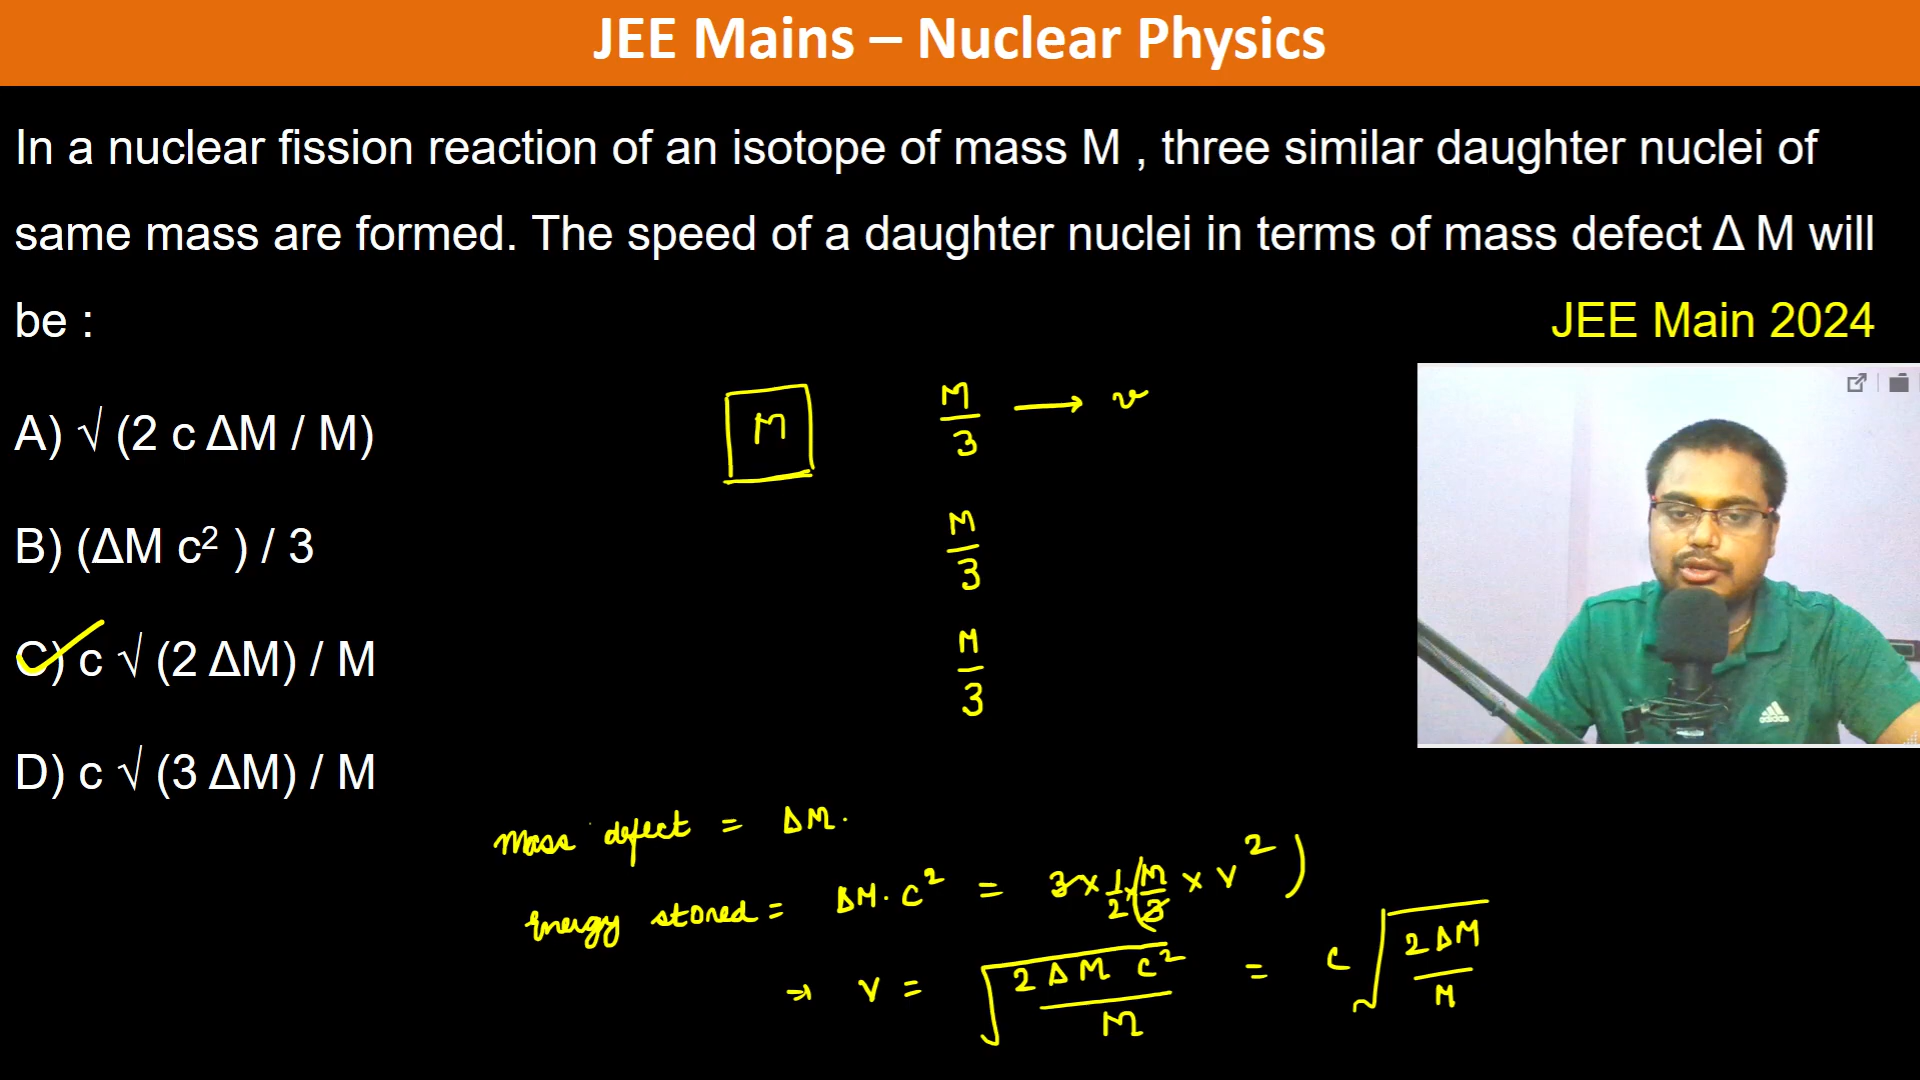 JEE Mains – Nuclear Physics
In a nuclear fission reaction of an isotope of mass M , three similar daughter nuclei of
same mass are formed. The speed of a daughter nuclei in terms of mass defect Δ M will
be :
JEE Main 2024
A) √ (2 c ΔM / M)
B) (ΔM c² ) / 3
C) c √ (2 ΔM) / M
D) c √ (3 ΔM) / M
M
M/3 → v
M/3
M/3
Mass defect = ΔM.
Energy stored = ΔM. c² = 3 × 1/2 × (M/3 × v²)
⇒ v = √(2 ΔM c² / M) = c √(2 ΔM / M)
adidas